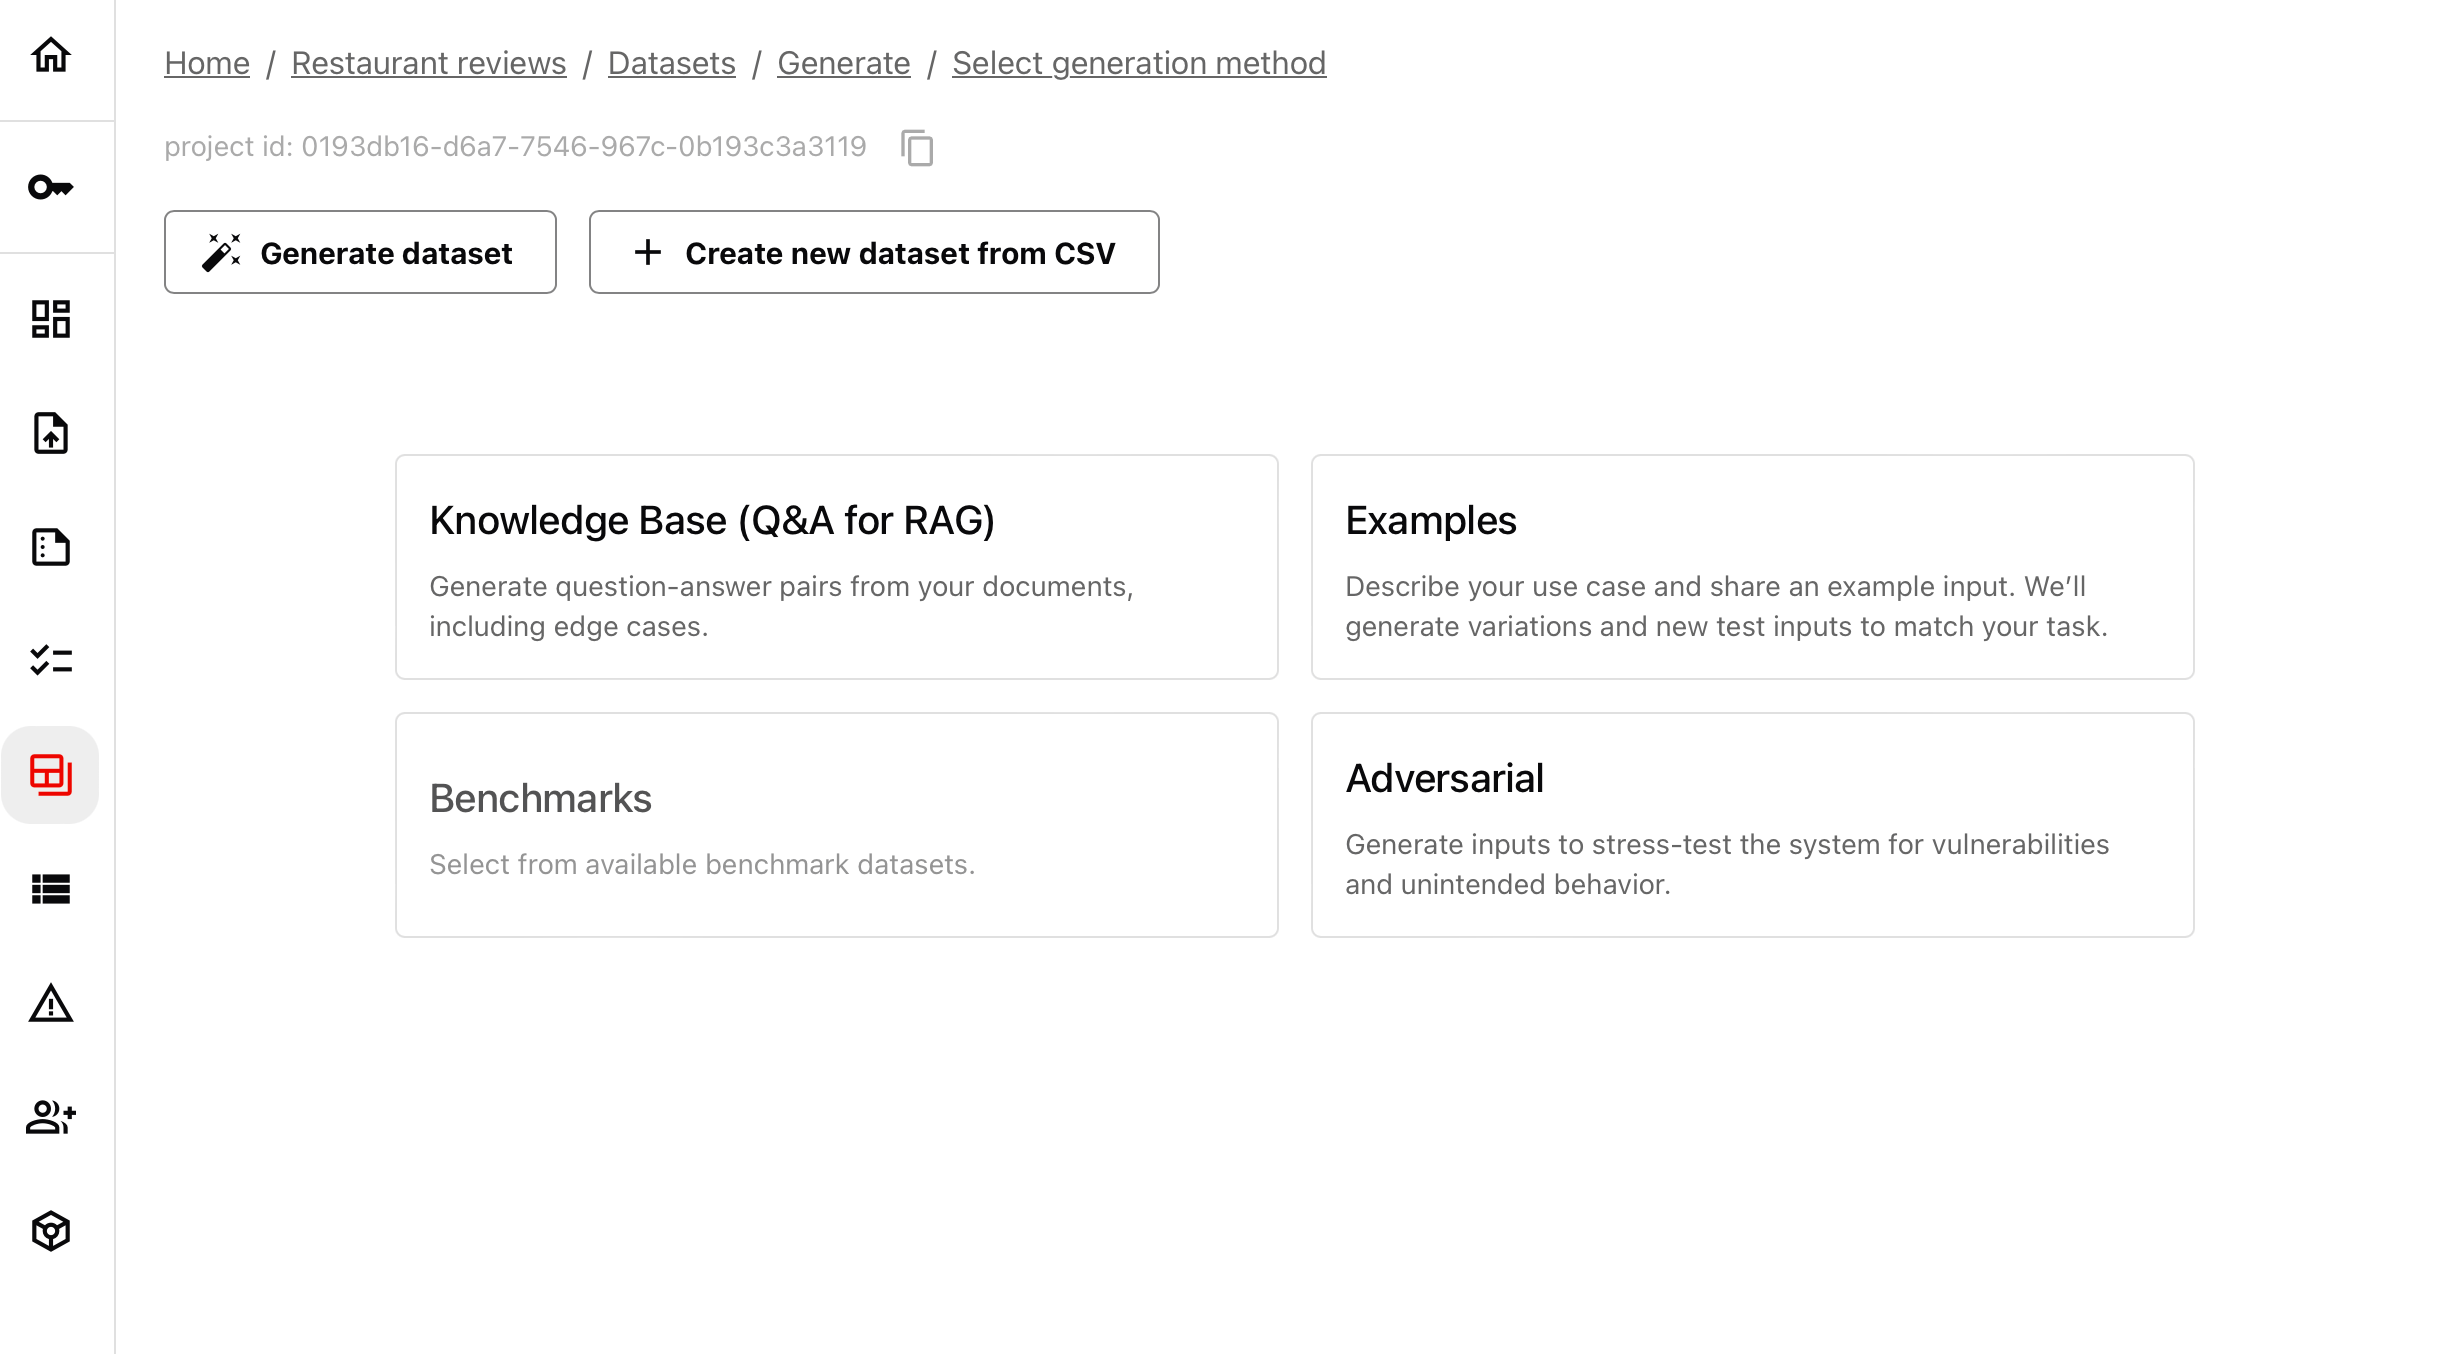 Home / Restaurant reviews / Datasets / Generate / Select generation method
project id: 0193db16-d6a7-7546-967c-0b193c3a3119
Generate dataset
Create new dataset from CSV
Knowledge Base (Q&A for RAG)
Generate question-answer pairs from your documents,
including edge cases.
Examples
Describe your use case and share an example input. We’ll
generate variations and new test inputs to match your task.
Benchmarks
Select from available benchmark datasets.
Adversarial
Generate inputs to stress-test the system for vulnerabilities
and unintended behavior.